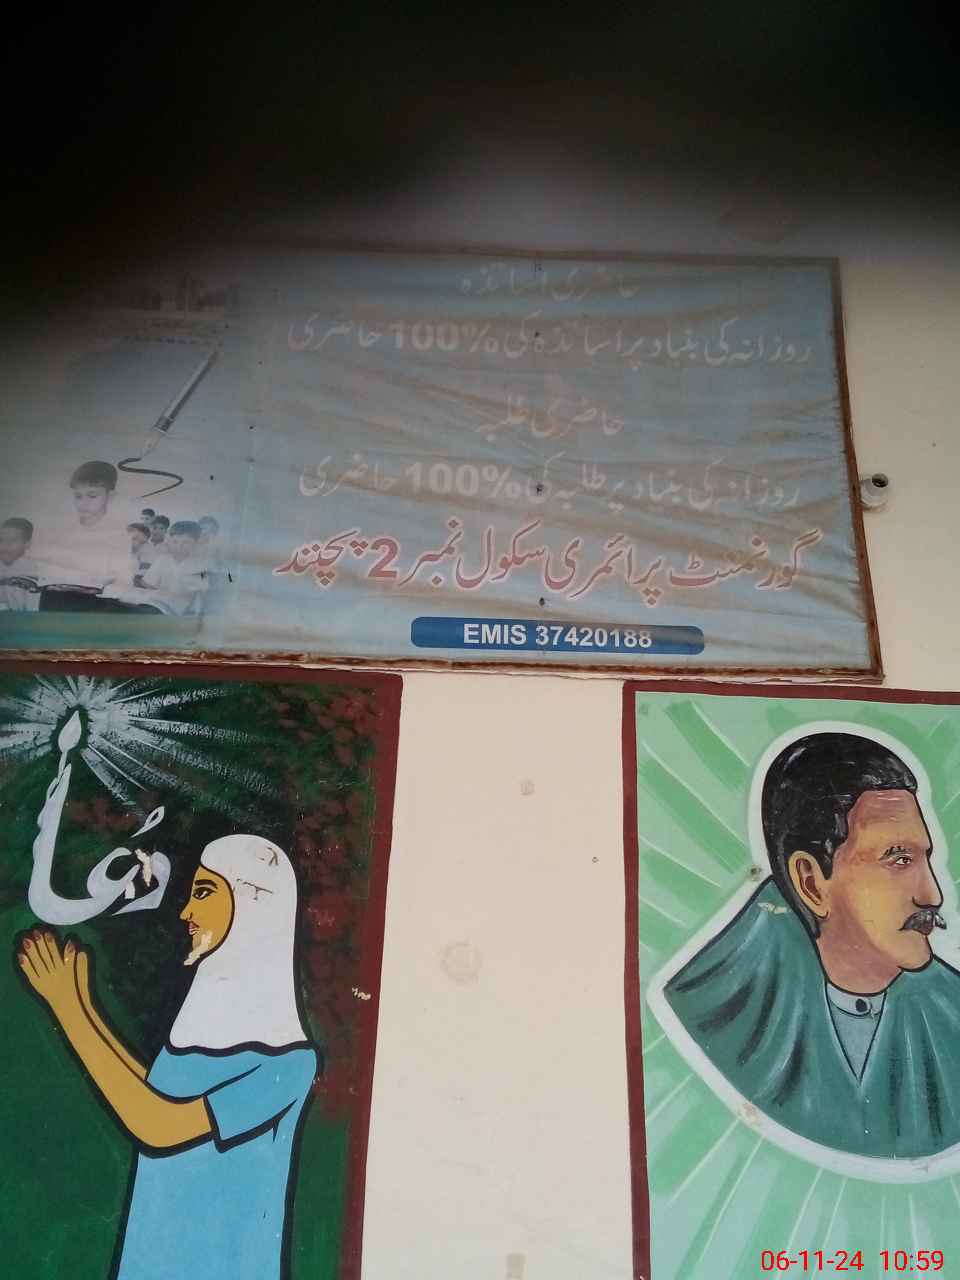 حاضری اساتذہ
روزانہ کی بنیاد پر اساتذہ کی 100% حاضری
حاضری طلبہ
روزانہ کی بنیاد پر طلبہ کی 100% حاضری
گورنمنٹ پرائمری سکول نمبر 2 پچنند
EMIS 37420188
دُعا
06-11-24 10:59